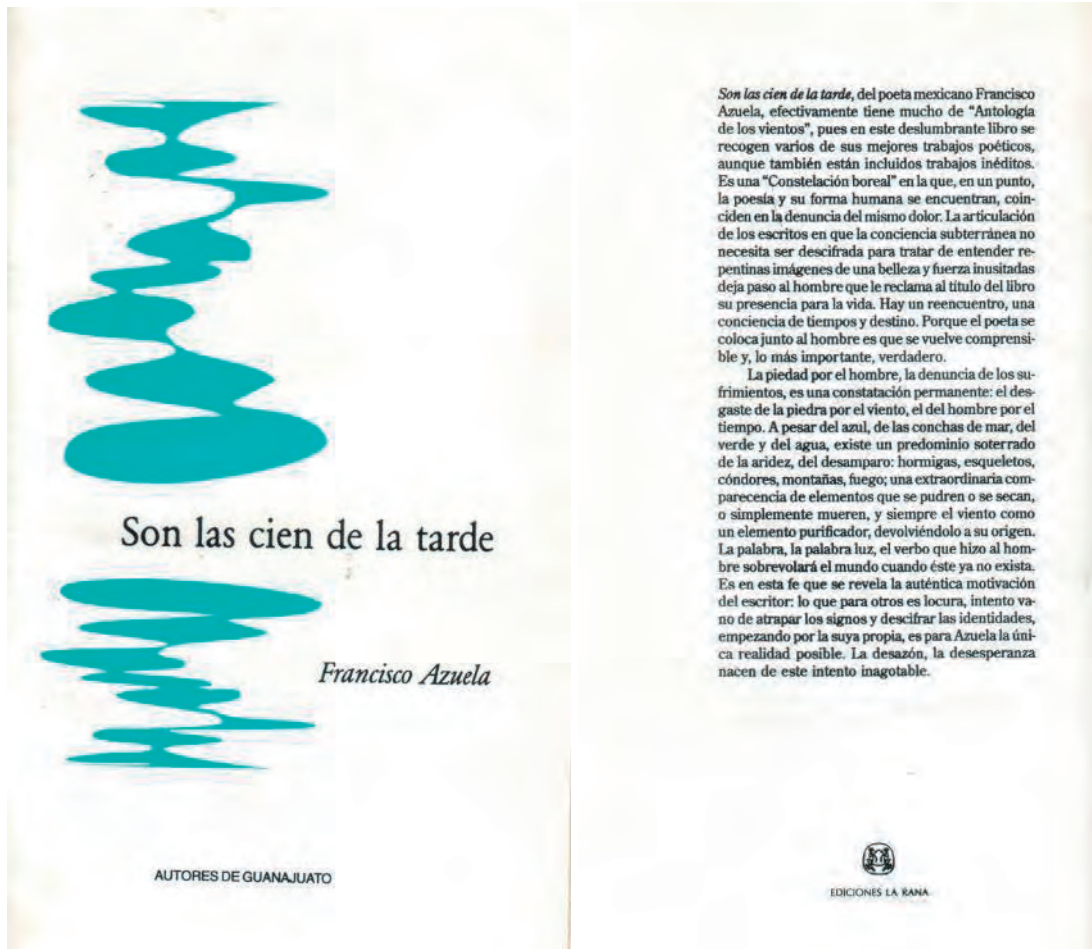 Son las cien de la tarde
Francisco Azuela
AUTORES DE GUANAJUATO
Son las cien de la tarde, del poeta mexicano Francisco
Azuela, efectivamente tiene mucho de “Antología
de los vientos”, pues en este deslumbrante libro se
recogen varios de sus mejores trabajos poéticos,
aunque también están incluidos trabajos inéditos.
Es una “Constelación boreal” en la que, en un punto,
la poesía y su forma humana se encuentran, coin-
ciden en la denuncia del mismo dolor. La articulación
de los escritos en que la conciencia subterránea no
necesita ser descifrada para tratar de entender re-
pentinas imágenes de una belleza y fuerza inusitadas
deja paso al hombre que le reclama al título del libro
su presencia para la vida. Hay un reencuentro, una
conciencia de tiempos y destino. Porque el poeta se
coloca junto al hombre es que se vuelve comprensi-
ble y, lo más importante, verdadero.
La piedad por el hombre, la denuncia de los su-
frimientos, es una constatación permanente: el des-
gaste de la piedra por el viento, el del hombre por el
tiempo. A pesar del azul, de las conchas de mar, del
verde y del agua, existe un predominio soterrado
de la aridez, del desamparo: hormigas, esqueletos,
cóndores, montañas, fuego; una extraordinaria com-
parecencia de elementos que se pudren o se secan,
o simplemente mueren, y siempre el viento como
un elemento purificador, devolviéndolo a su origen.
La palabra, la palabra luz, el verbo que hizo al hom-
bre sobrevolará el mundo cuando éste ya no exista.
Es en esta fe que se revela la auténtica motivación
del escritor: lo que para otros es locura, intento va-
no de atrapar los signos y descifrar las identidades,
empezando por la suya propia, es para Azuela la úni-
ca realidad posible. La desazón, la desesperanza
nacen de este intento inagotable.
EDICIONES LA RANA